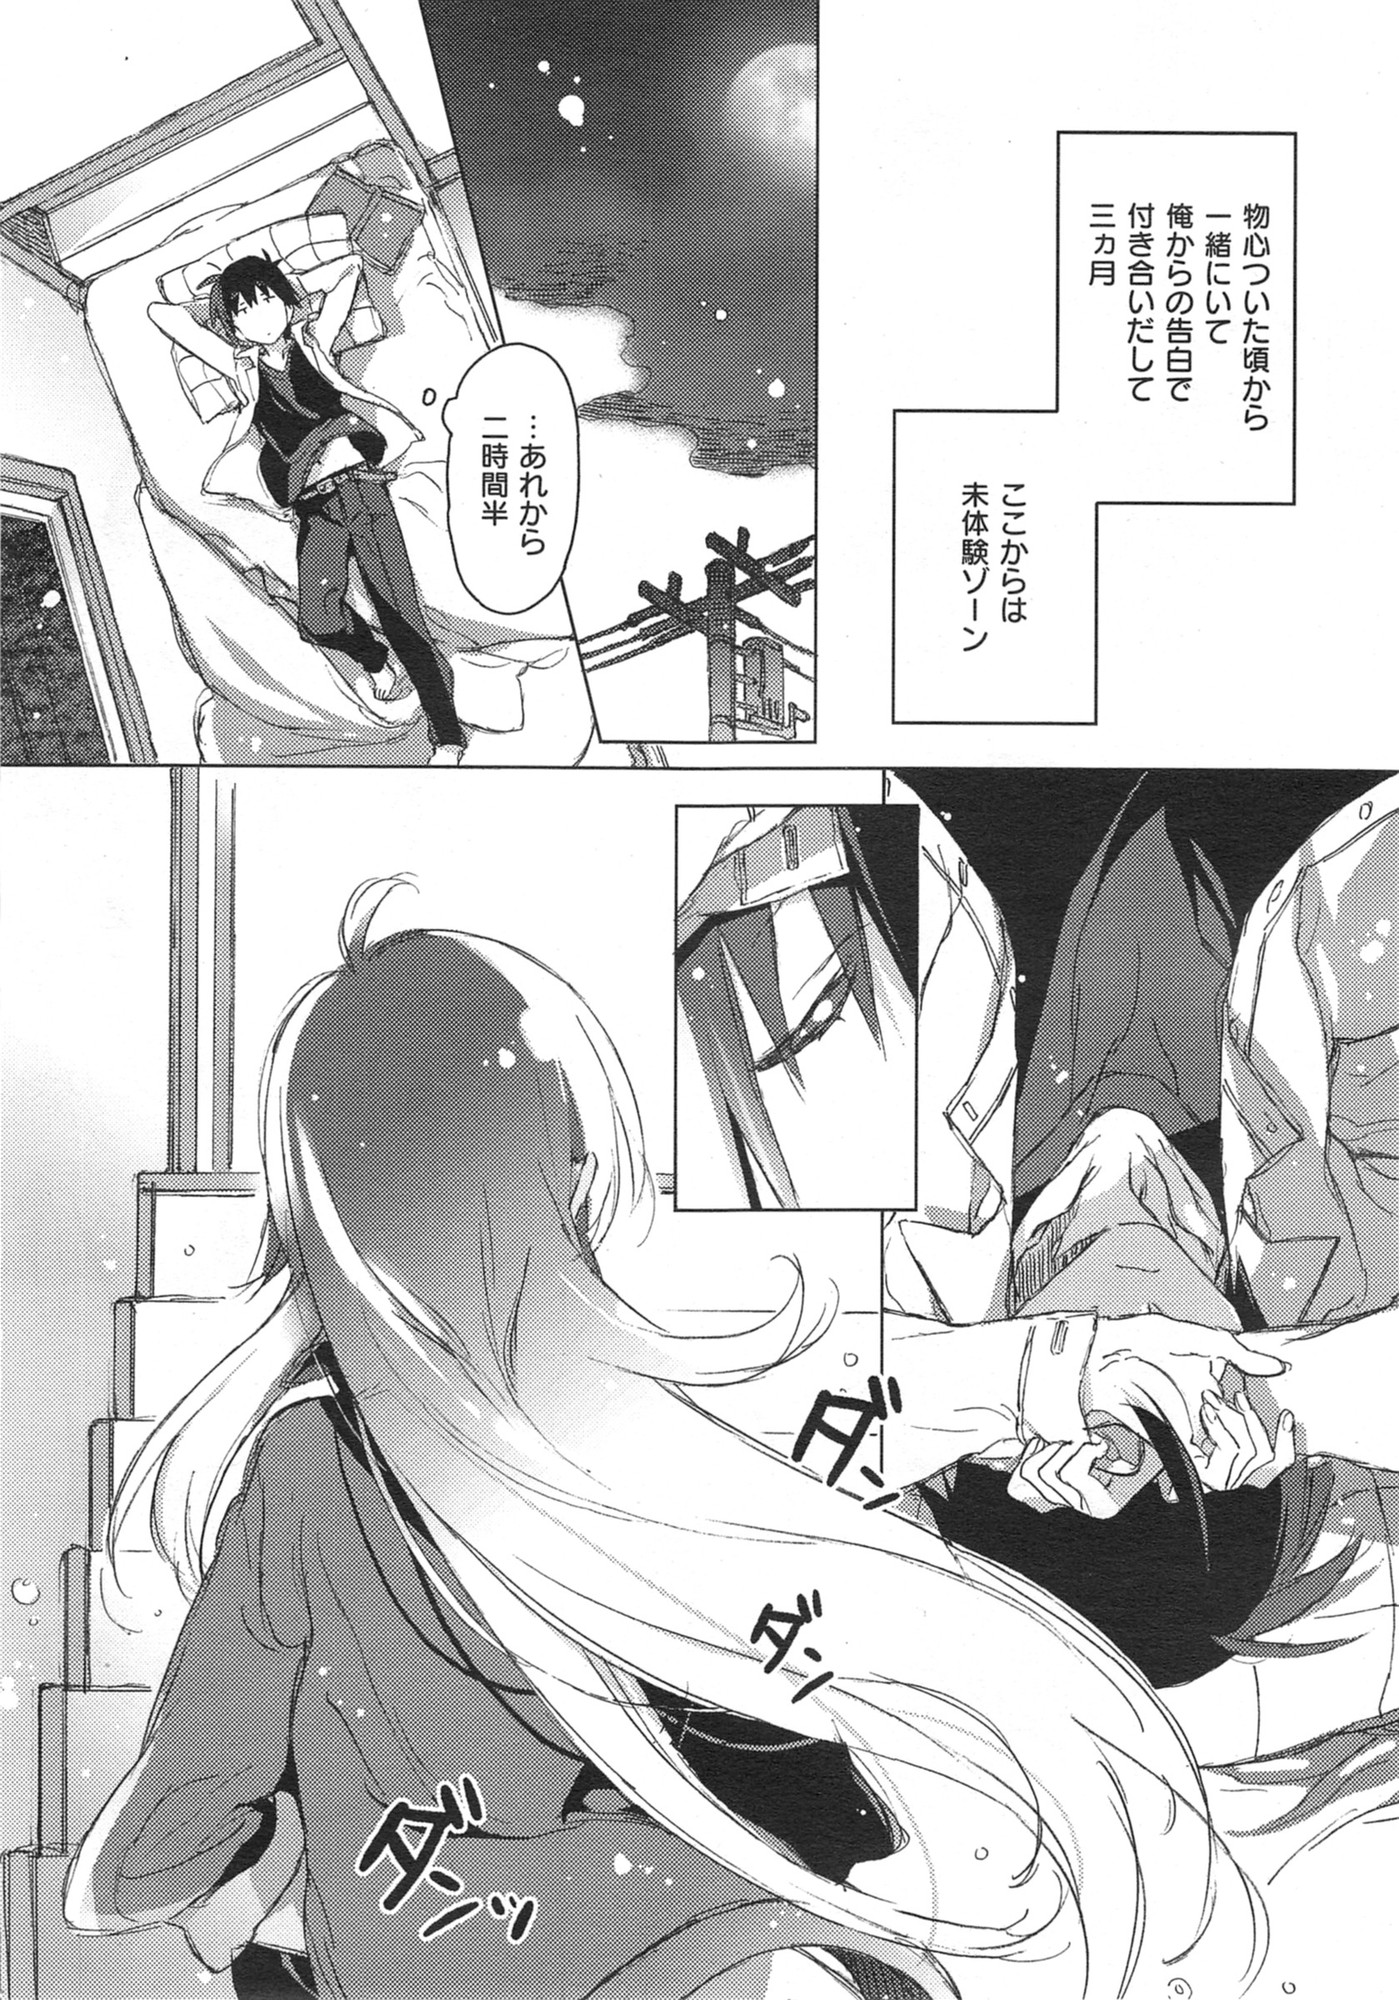 物心ついた頃から
一緒にいて
俺からの告白で
付き合いだして
三ヵ月
ここからは
未体験ゾーン
…あれから
二時間半
ダンッ
ダンッ
ダンッ